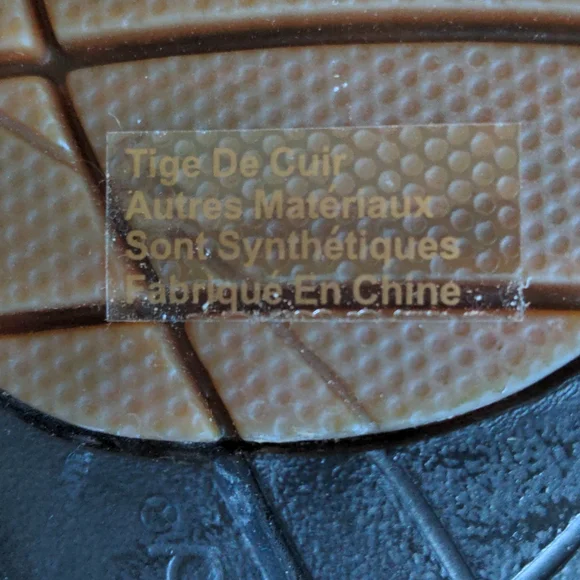 Tige De Cuir
Autres Matériaux
Sont Synthétiques
Fabriqué En Chine